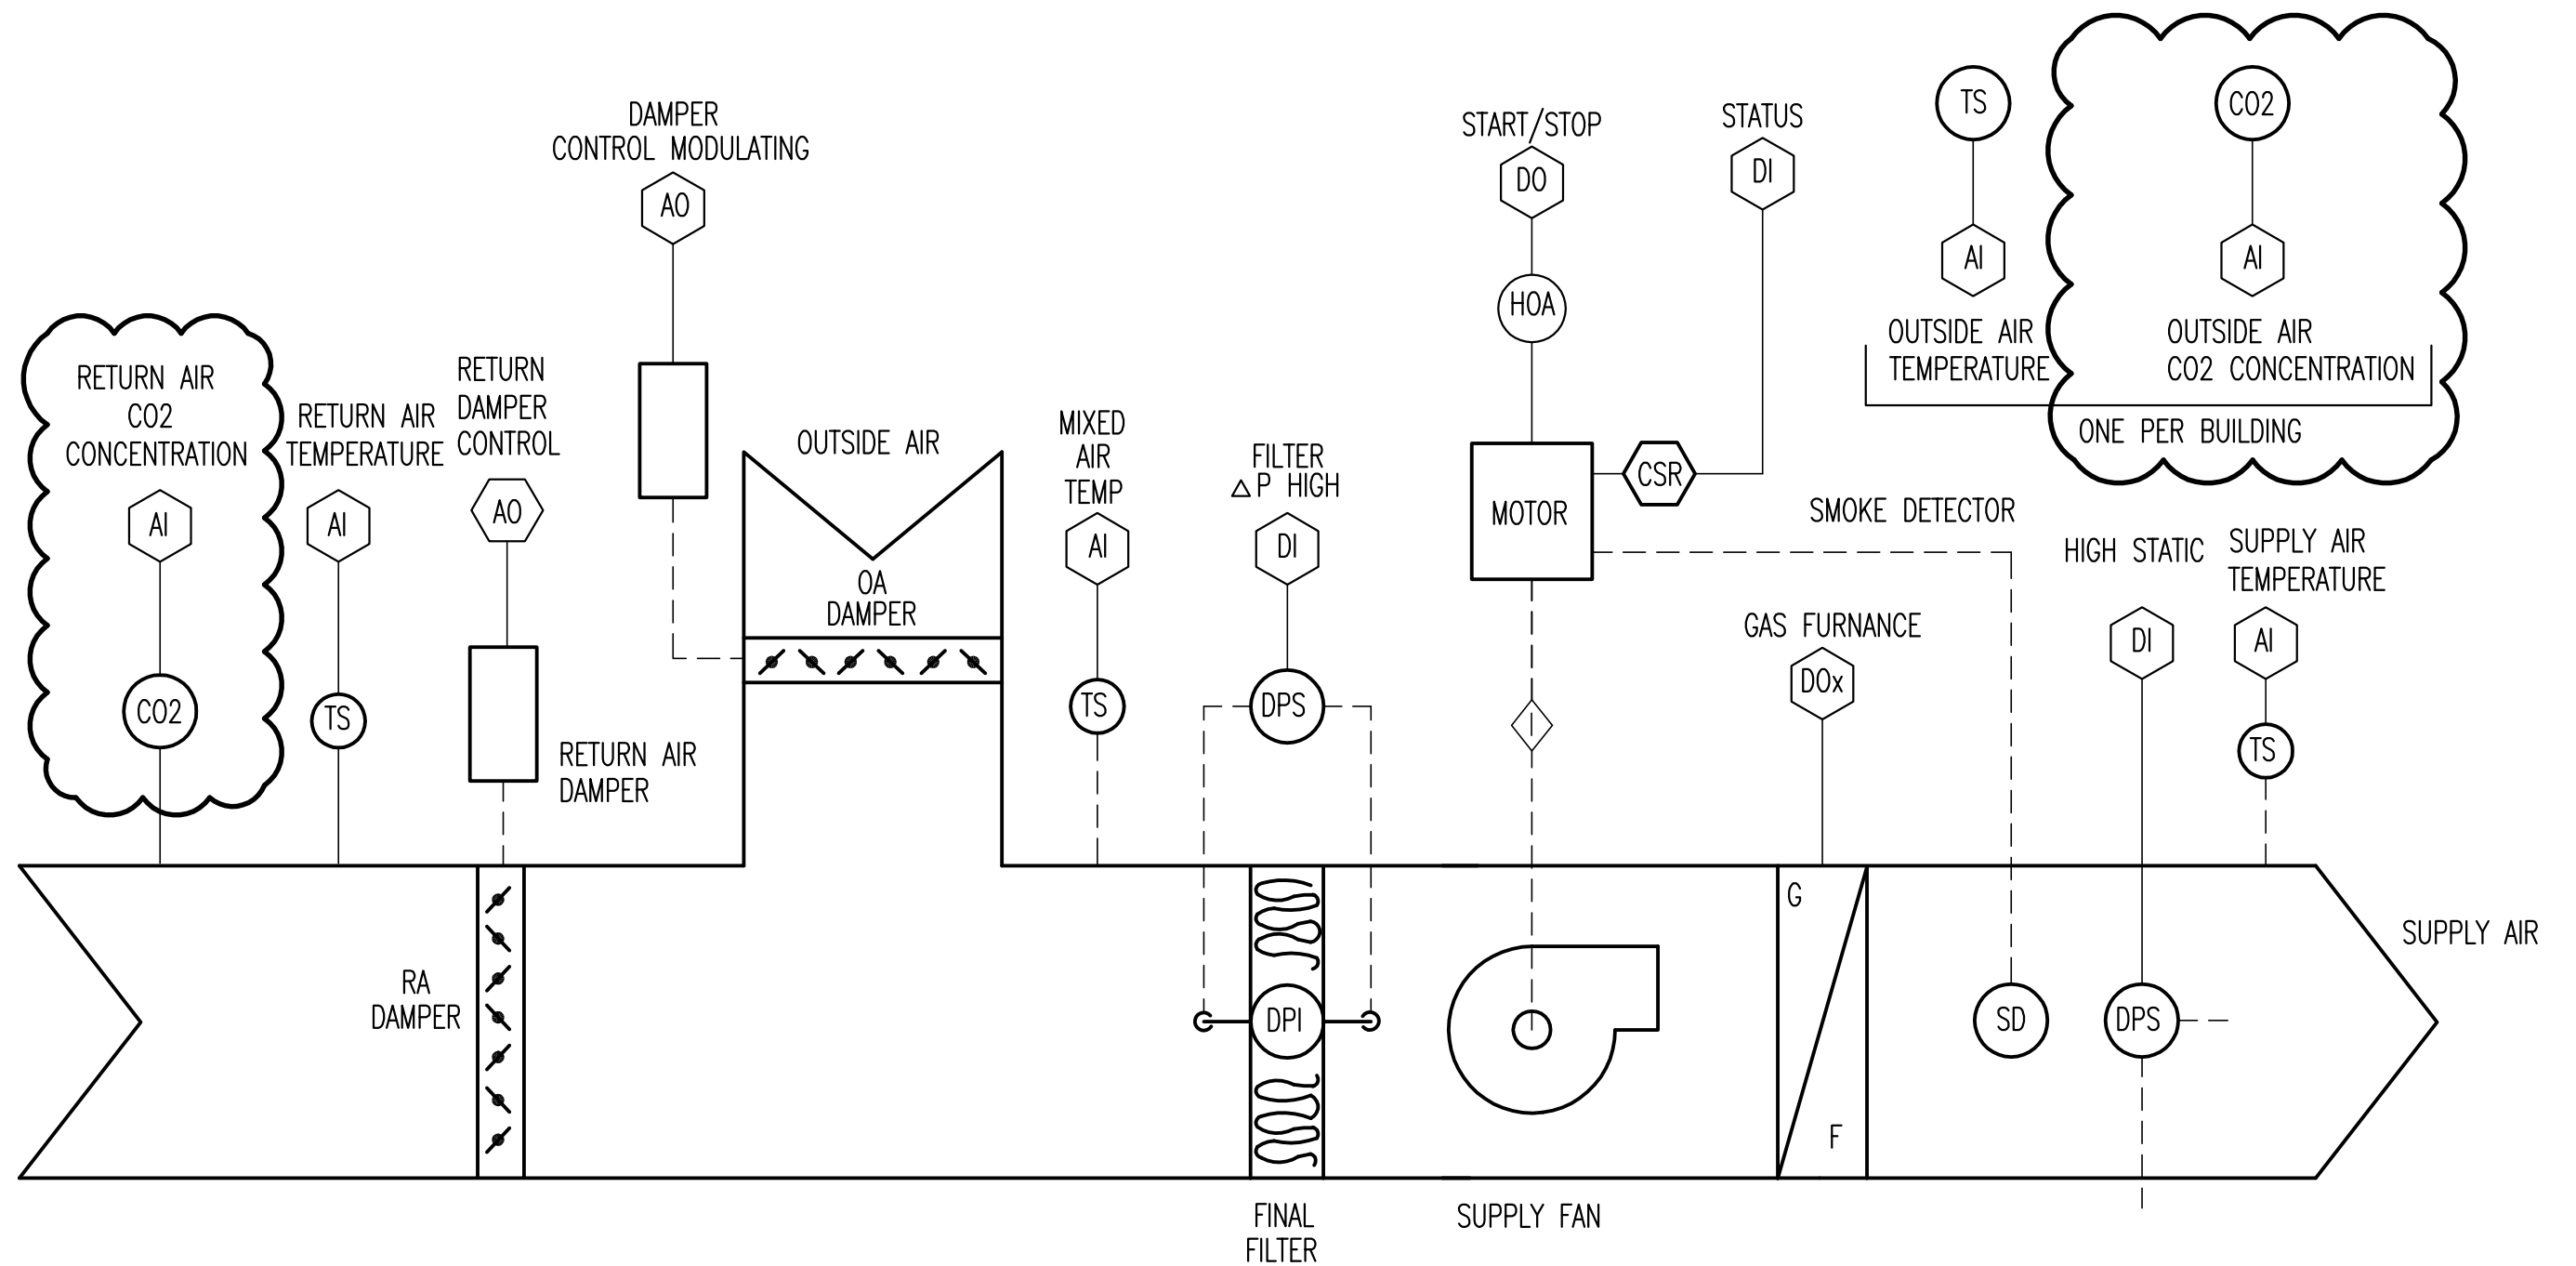 DAMPER
CONTROL MODULATING
AO
START/STOP
DO
HOA
STATUS
DI
TS
AI
OUTSIDE AIR
TEMPERATURE
CO2
AI
OUTSIDE AIR
CO2 CONCENTRATION
ONE PER BUILDING
RETURN AIR
CO2
CONCENTRATION
AI
CO2
RETURN AIR
TEMPERATURE
AI
TS
RETURN
DAMPER
CONTROL
AO
RETURN AIR
DAMPER
OUTSIDE AIR
OA
DAMPER
MIXED
AIR
TEMP
AI
TS
FILTER
△P HIGH
DI
DPS
MOTOR
CSR
SMOKE DETECTOR
GAS FURNANCE
DOx
HIGH STATIC
DI
SUPPLY AIR
TEMPERATURE
AI
TS
RA
DAMPER
DPI
G
F
SD
DPS
SUPPLY AIR
FINAL
FILTER
SUPPLY FAN